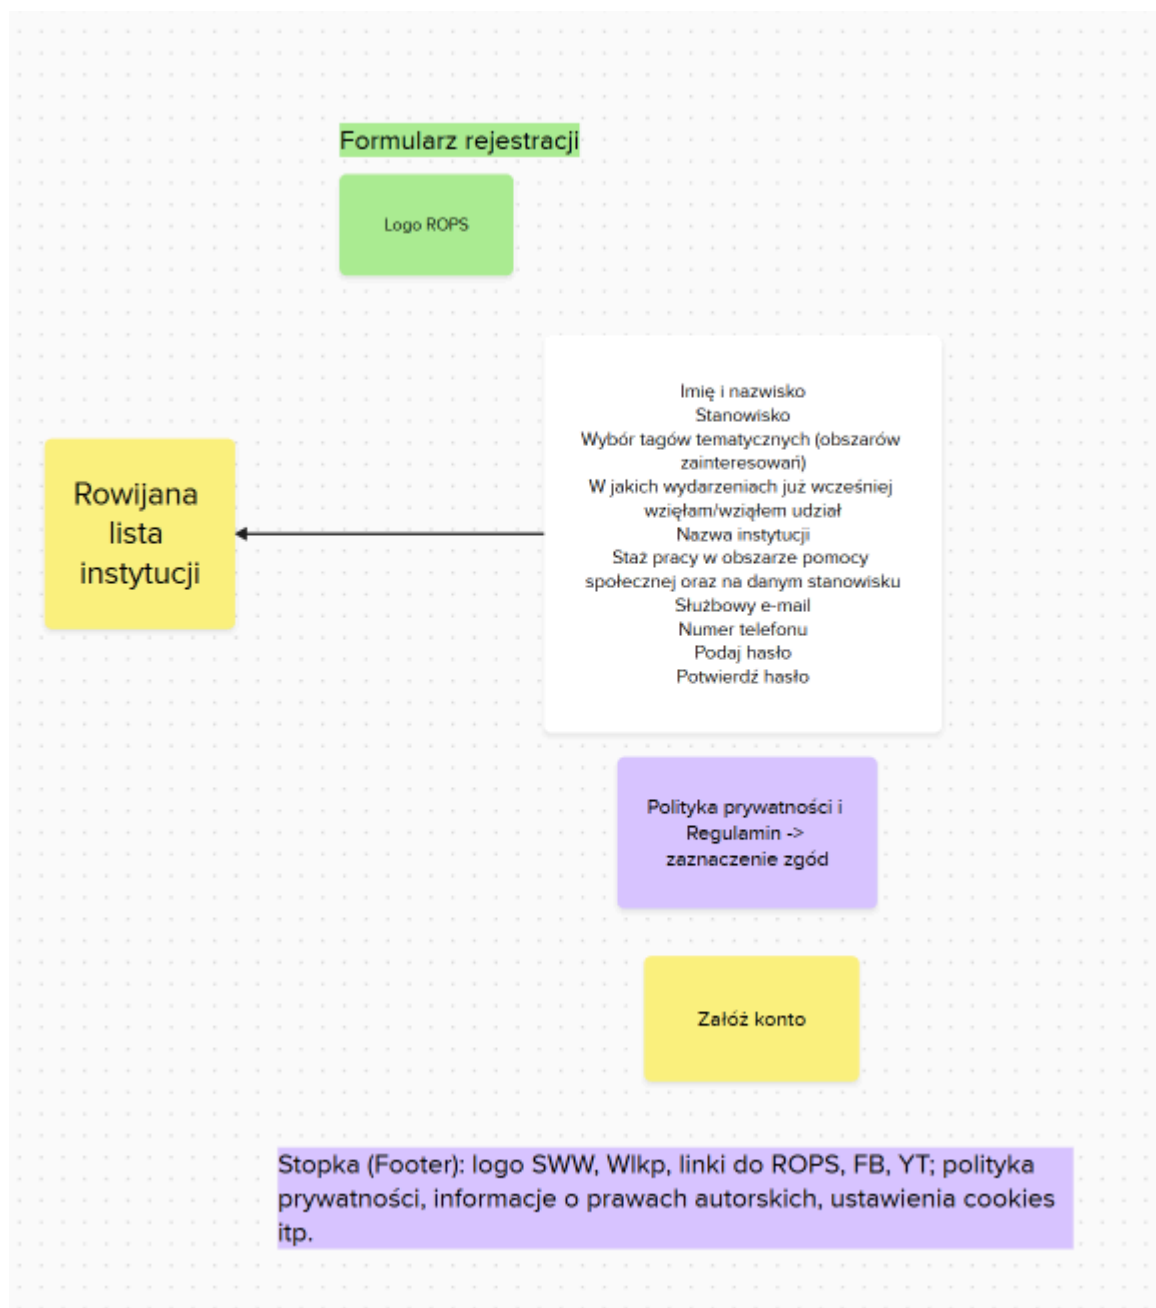 Formularz rejestracji
Logo ROPS
Imię i nazwisko
Stanowisko
Wybór tagów tematycznych (obszarów
zainteresowań)
W jakich wydarzeniach już wcześniej
wzięłam/wziąłem udział
Nazwa instytucji
Staż pracy w obszarze pomocy
społecznej oraz na danym stanowisku
Służbowy e-mail
Numer telefonu
Podaj hasło
Potwierdź hasło
Rowijana
lista
instytucji
Polityka prywatności i
Regulamin ->
zaznaczenie zgód
Załóż konto
Stopka (Footer): logo SWW, Wlkp, linki do ROPS, FB, YT; polityka
prywatności, informacje o prawach autorskich, ustawienia cookies
itp.